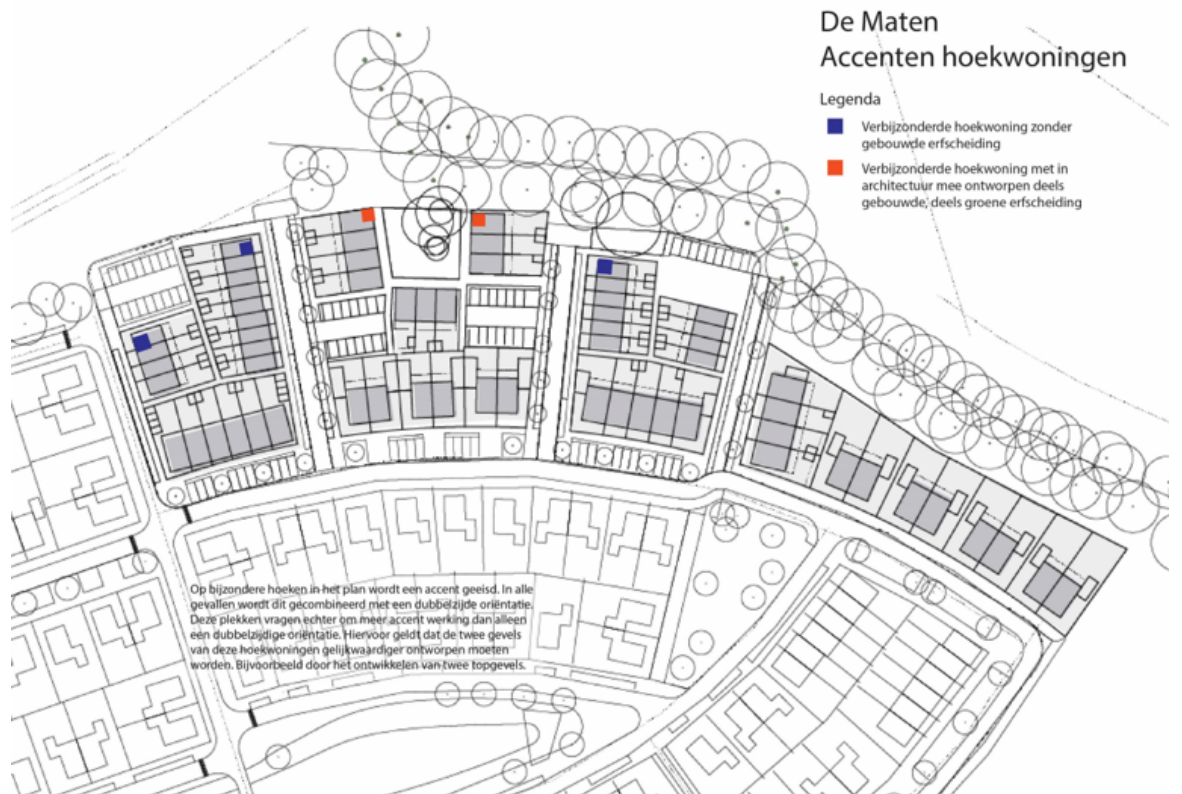 De Maten
Accenten hoekwoningen
Legenda
Verbijzonderde hoekwoning zonder
gebouwde erfscheiding
Verbijzonderde hoekwoning met in
architectuur mee ontworpen deels
gebouwde, deels groene erfscheiding
Op bijzondere hoeken in het plan wordt een accent geeisd. In alle
gevallen wordt dit gecombineerd met een dubbelzijde oriëntatie.
Deze plekken vragen echter om meer accent werking dan alleen
een dubbelzijdige oriëntatie. Hiervoor geldt dat de twee gevels
van deze hoekwoningen gelijkwaardiger ontworpen moeten
worden. Bijvoorbeeld door het ontwikkelen van twee topgevels.